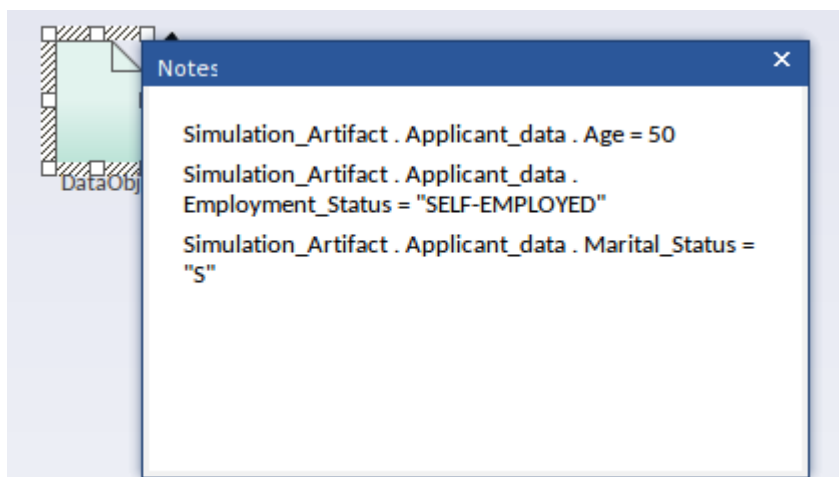 Notes
Simulation_Artifact . Applicant_data . Age = 50
Simulation_Artifact . Applicant_data .
Employment_Status = "SELF-EMPLOYED"
Simulation_Artifact . Applicant_data . Marital_Status =
"S"
DataObj